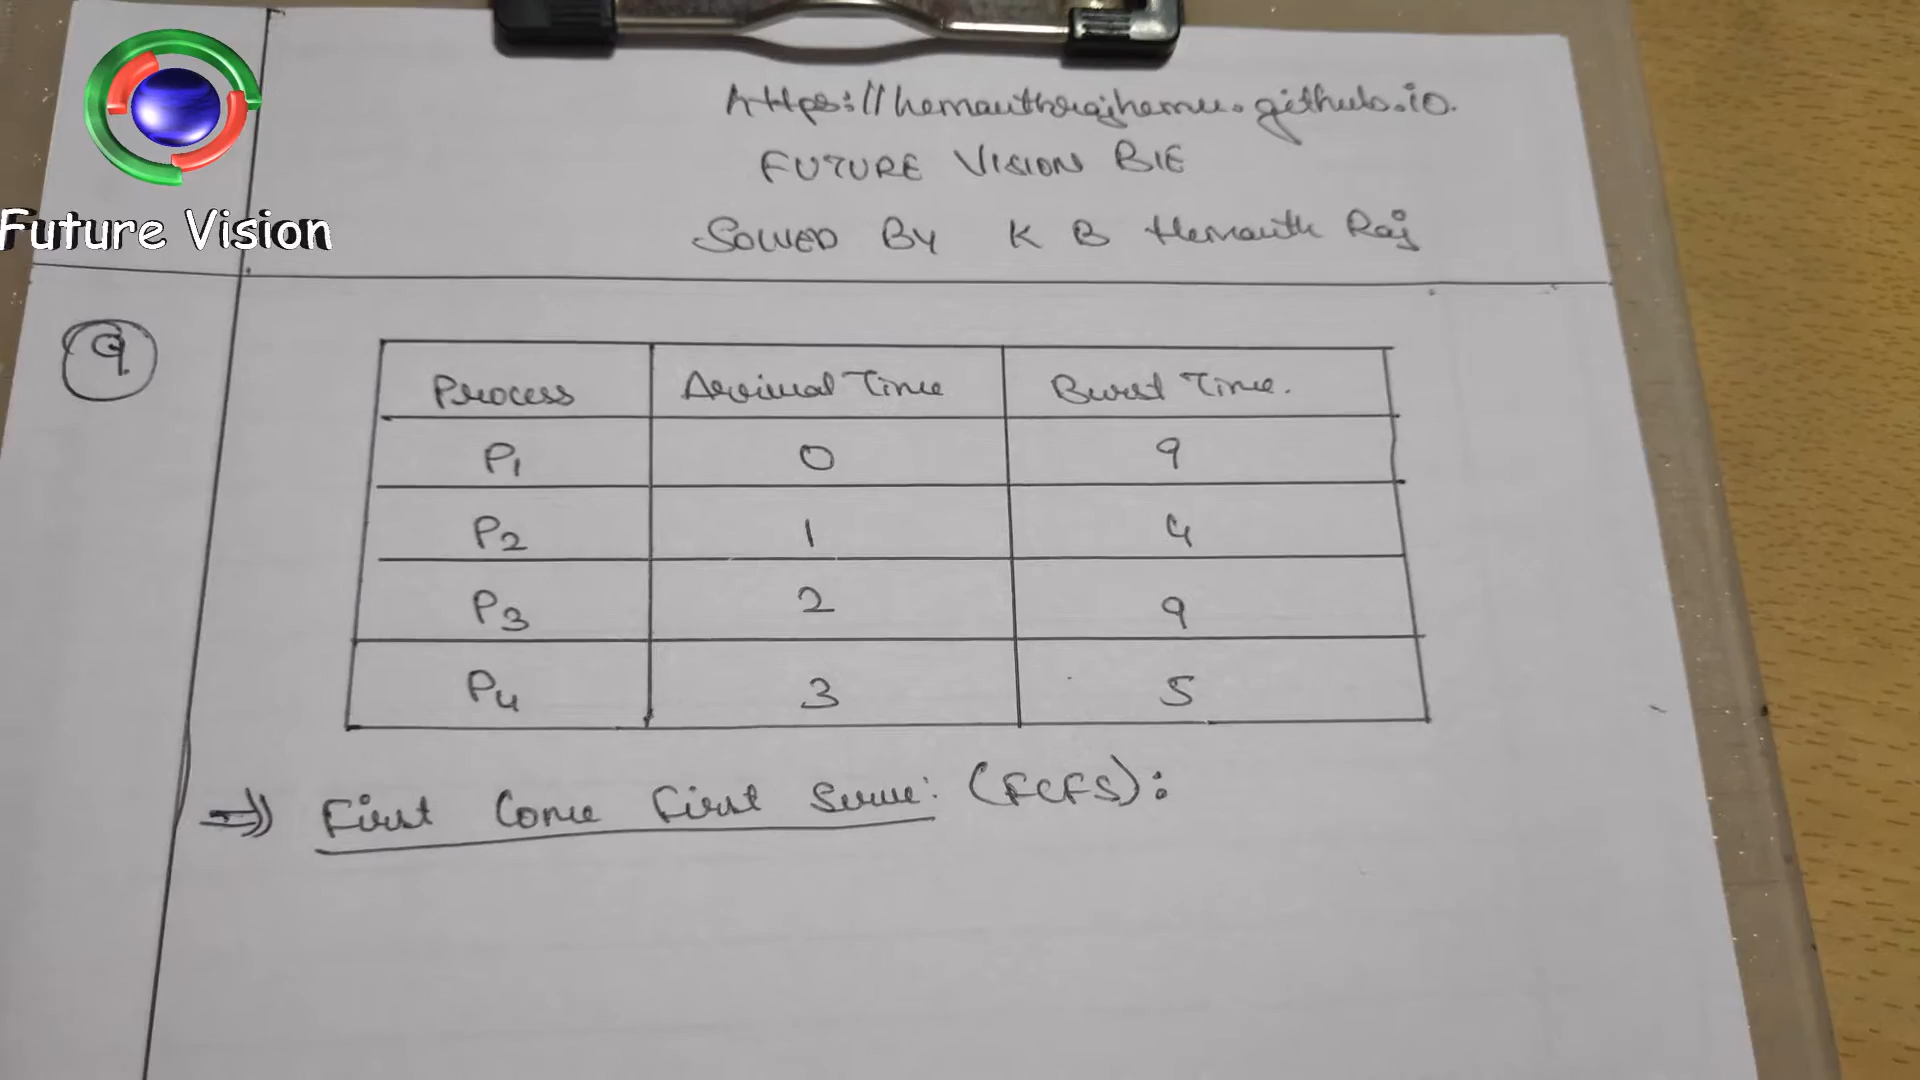 https://hemanthrajhemu.github.io.
FUTURE VISION BIE
Future Vision
SOLVED BY K B Hemanth Raj
9
Process Arrival Time Burst Time.
P1 0 9
P2 1 4
P3 2 9
P4 3 5
⇒ First Come First Serve: (FCFS):